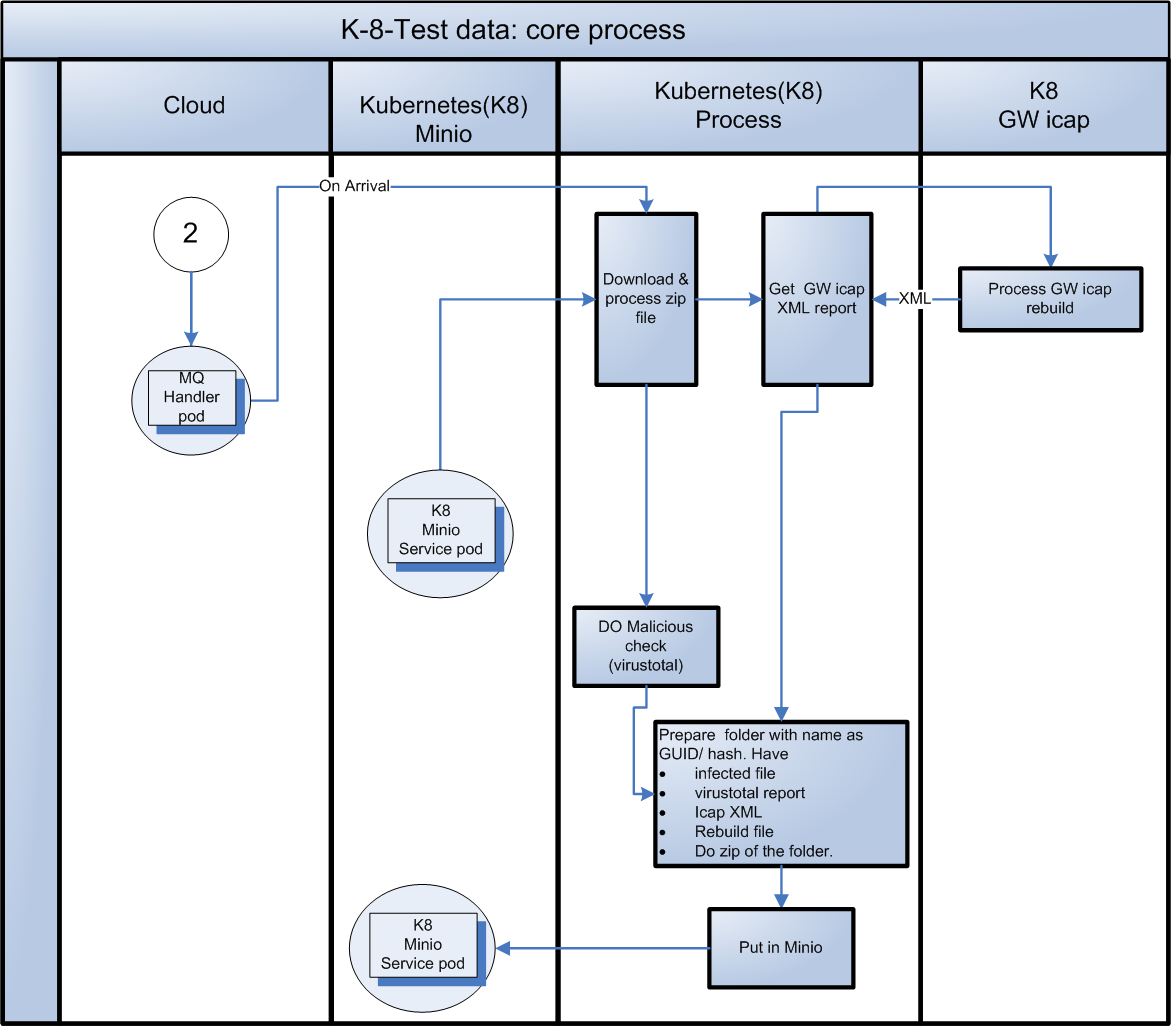 K-8-Test data: core process
Cloud
Kubernetes(K8)
Minio
Kubernetes(K8)
Process
K8
GW icap
On Arrival
2
MQ
Handler
pod
Download &
process zip
file
Get  GW icap
XML report
XML
Process GW icap
rebuild
K8
Minio
Service pod
DO Malicious
check
(virustotal)
Prepare  folder with name as
GUID/ hash. Have
• infected file
• virustotal report
• Icap XML
• Rebuild file
• Do zip of the folder.
K8
Minio
Service pod
Put in Minio